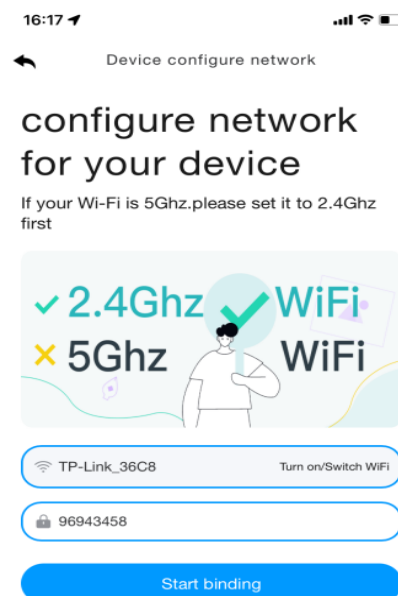 16:17
Device configure network
configure network
for your device
If your Wi-Fi is 5Ghz.please set it to 2.4Ghz
first
2.4Ghz WiFi
5Ghz WiFi
TP-Link_36C8 Turn on/Switch WiFi
96943458
Start binding